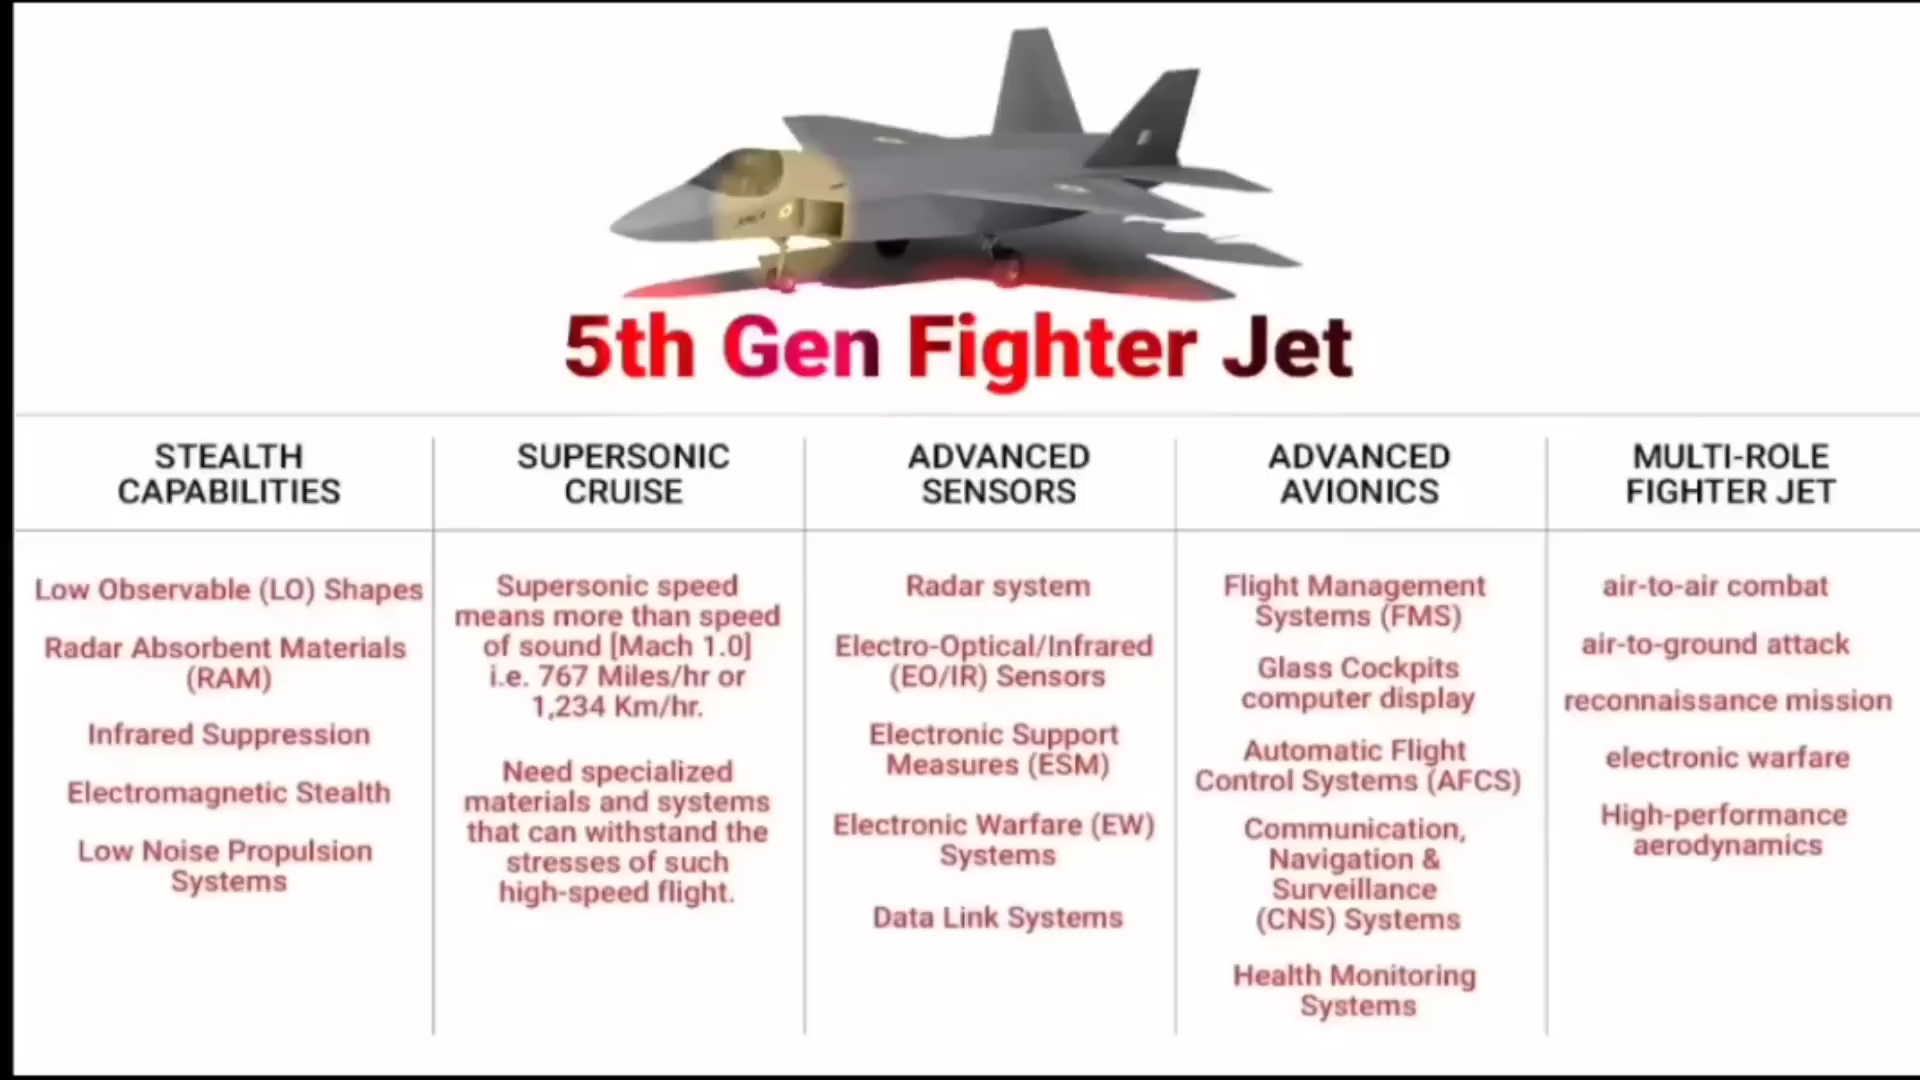 5th Gen Fighter Jet
STEALTH
CAPABILITIES
Low Observable (LO) Shapes
Radar Absorbent Materials
(RAM)
Infrared Suppression
Electromagnetic Stealth
Low Noise Propulsion
Systems
SUPERSONIC
CRUISE
Supersonic speed
means more than speed
of sound [Mach 1.0]
i.e. 767 Miles/hr or
1,234 Km/hr.
Need specialized
materials and systems
that can withstand the
stresses of such
high-speed flight.
ADVANCED
SENSORS
Radar system
Electro-Optical/Infrared
(EO/IR) Sensors
Electronic Support
Measures (ESM)
Electronic Warfare (EW)
Systems
Data Link Systems
ADVANCED
AVIONICS
Flight Management
Systems (FMS)
Glass Cockpits
computer display
Automatic Flight
Control Systems (AFCS)
Communication,
Navigation &
Surveillance
(CNS) Systems
Health Monitoring
Systems
MULTI-ROLE
FIGHTER JET
air-to-air combat
air-to-ground attack
reconnaissance mission
electronic warfare
High-performance
aerodynamics